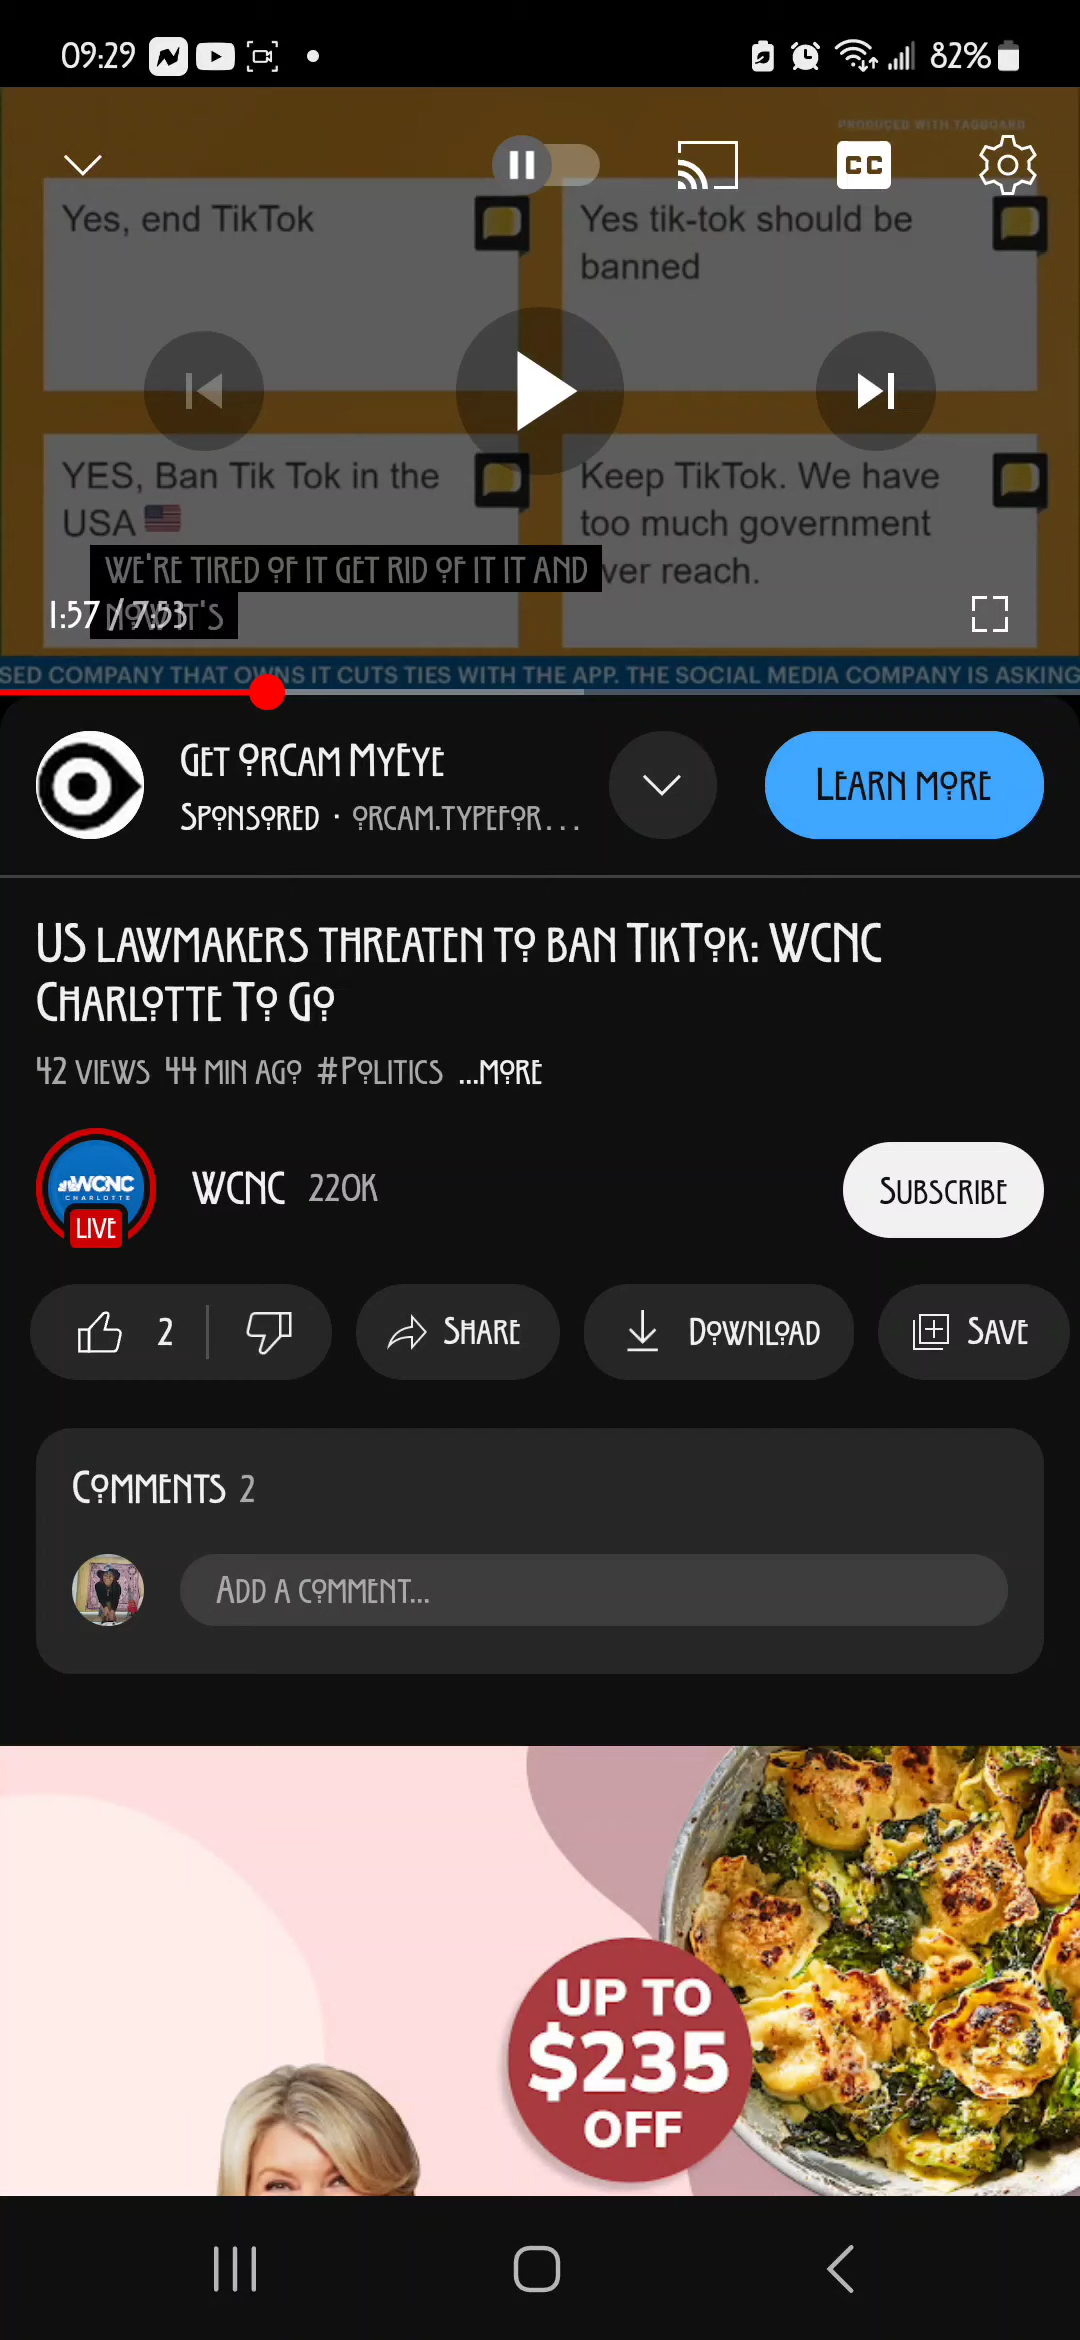 09:29
82%
PRODUCED WITH TAGBOARD
CC
Yes, end TikTok
Yes tik-tok should be
banned
YES, Ban Tik Tok in the
USA
Keep TikTok. We have
too much government
ver reach.
WE'RE TIRED OF IT GET RID OF IT IT AND
NOW IT'S
1:57 / 7:53
SED COMPANY THAT OWNS IT CUTS TIES WITH THE APP. THE SOCIAL MEDIA COMPANY IS ASKING
Get OrCam MyEye
Sponsored · orcam.typefor...
Learn more
US lawmakers threaten to ban TikTok: WCNC
Charlotte To Go
42 views 44 min ago #Politics ...more
WCNC
CHARLOTTE
LIVE
WCNC 220K
Subscribe
2
Share
Download
Save
Comments 2
Add a comment...
UP TO
$235
OFF